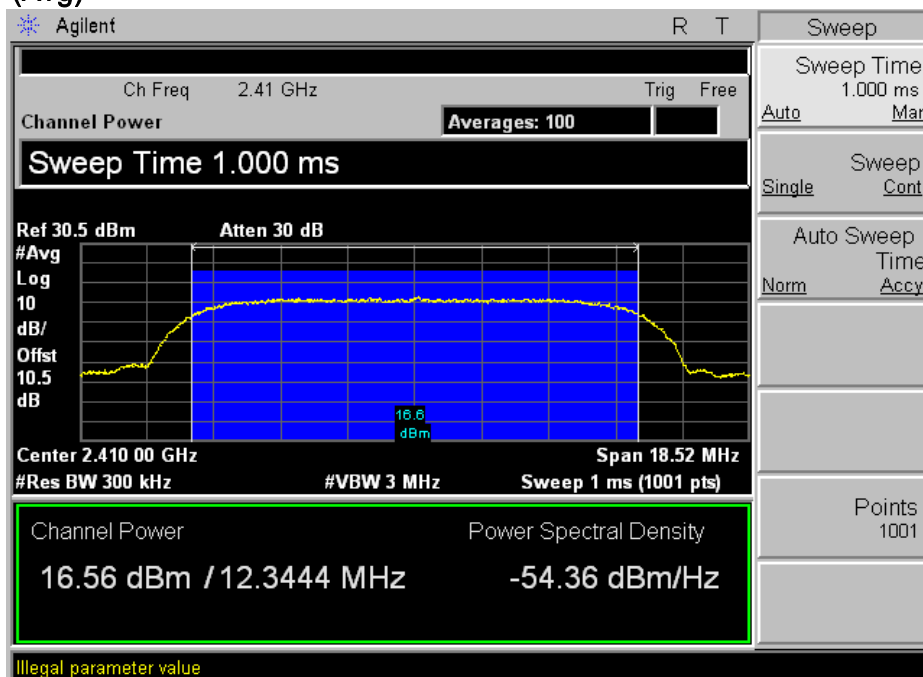 Agilent R T Sweep
Ch Freq 2.41 GHz Trig Free
Channel Power Averages: 100
Sweep Time 1.000 ms
Ref 30.5 dBm Atten 30 dB
#Avg
Log
10
dB/
Offst
10.5
dB
16.6
dBm
Center 2.410 00 GHz Span 18.52 MHz
#Res BW 300 kHz #VBW 3 MHz Sweep 1 ms (1001 pts)
Channel Power Power Spectral Density
16.56 dBm / 12.3444 MHz -54.36 dBm/Hz
Illegal parameter value
Sweep Time
1.000 ms
Auto Mar
Sweep
Single Cont
Auto Sweep
Time
Norm Accy
Points
1001